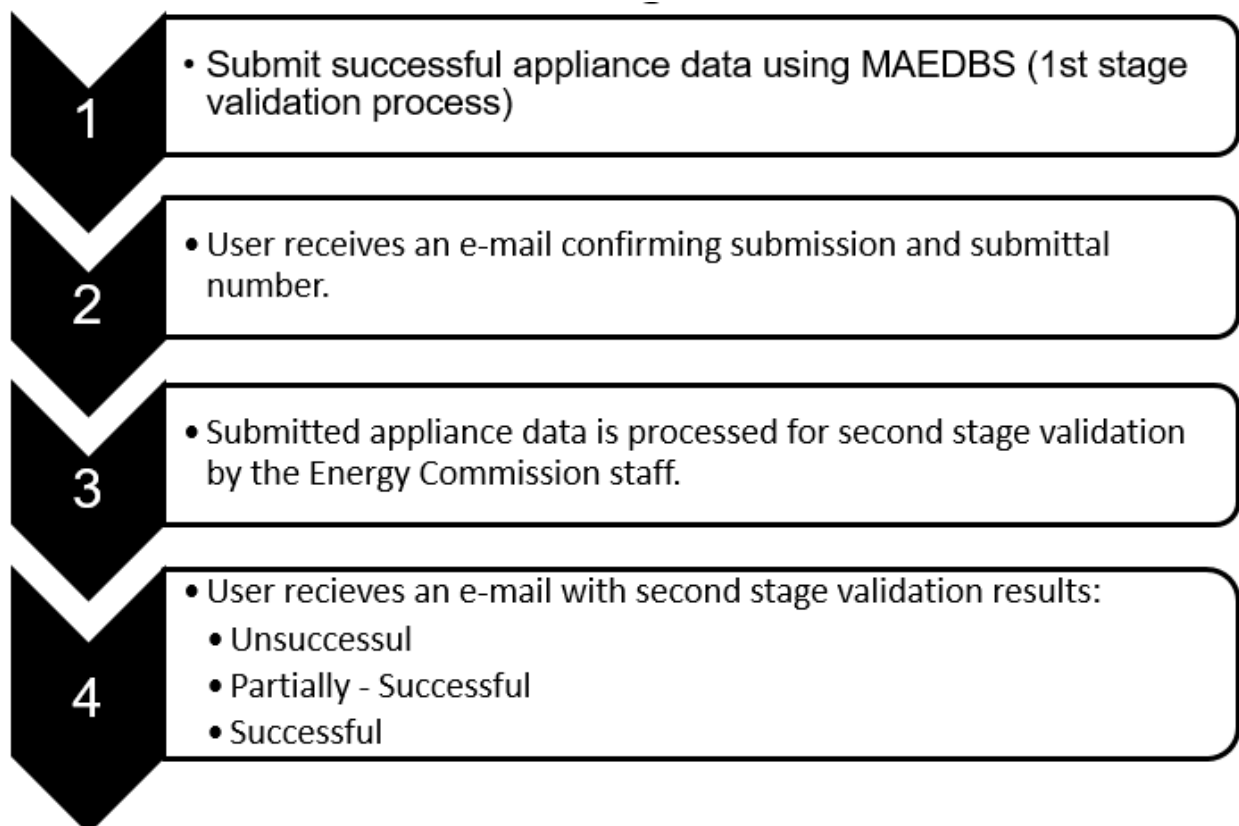 1
• Submit successful appliance data using MAEDBS (1st stage
validation process)
2
• User receives an e-mail confirming submission and submittal
number.
3
• Submitted appliance data is processed for second stage validation
by the Energy Commission staff.
4
• User recieves an e-mail with second stage validation results:
• Unsuccessul
• Partially - Successful
• Successful